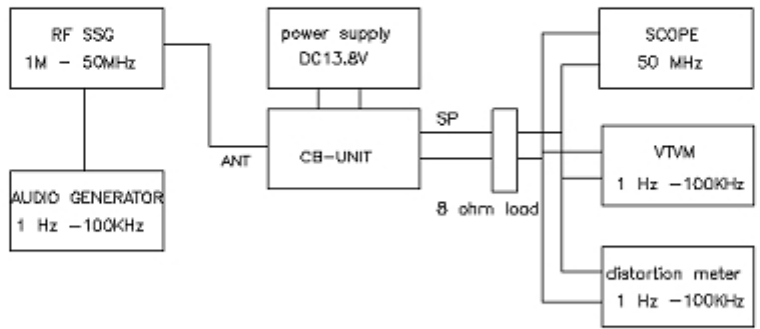 RF SSG
1M - 50MHz
power supply
DC13.8V
SCOPE
50 MHz
SP
CB-UNIT
ANT
VTVM
1 Hz -100KHz
AUDIO GENERATOR
1 Hz -100KHz
8 ohm load
distortion meter
1 Hz -100KHz